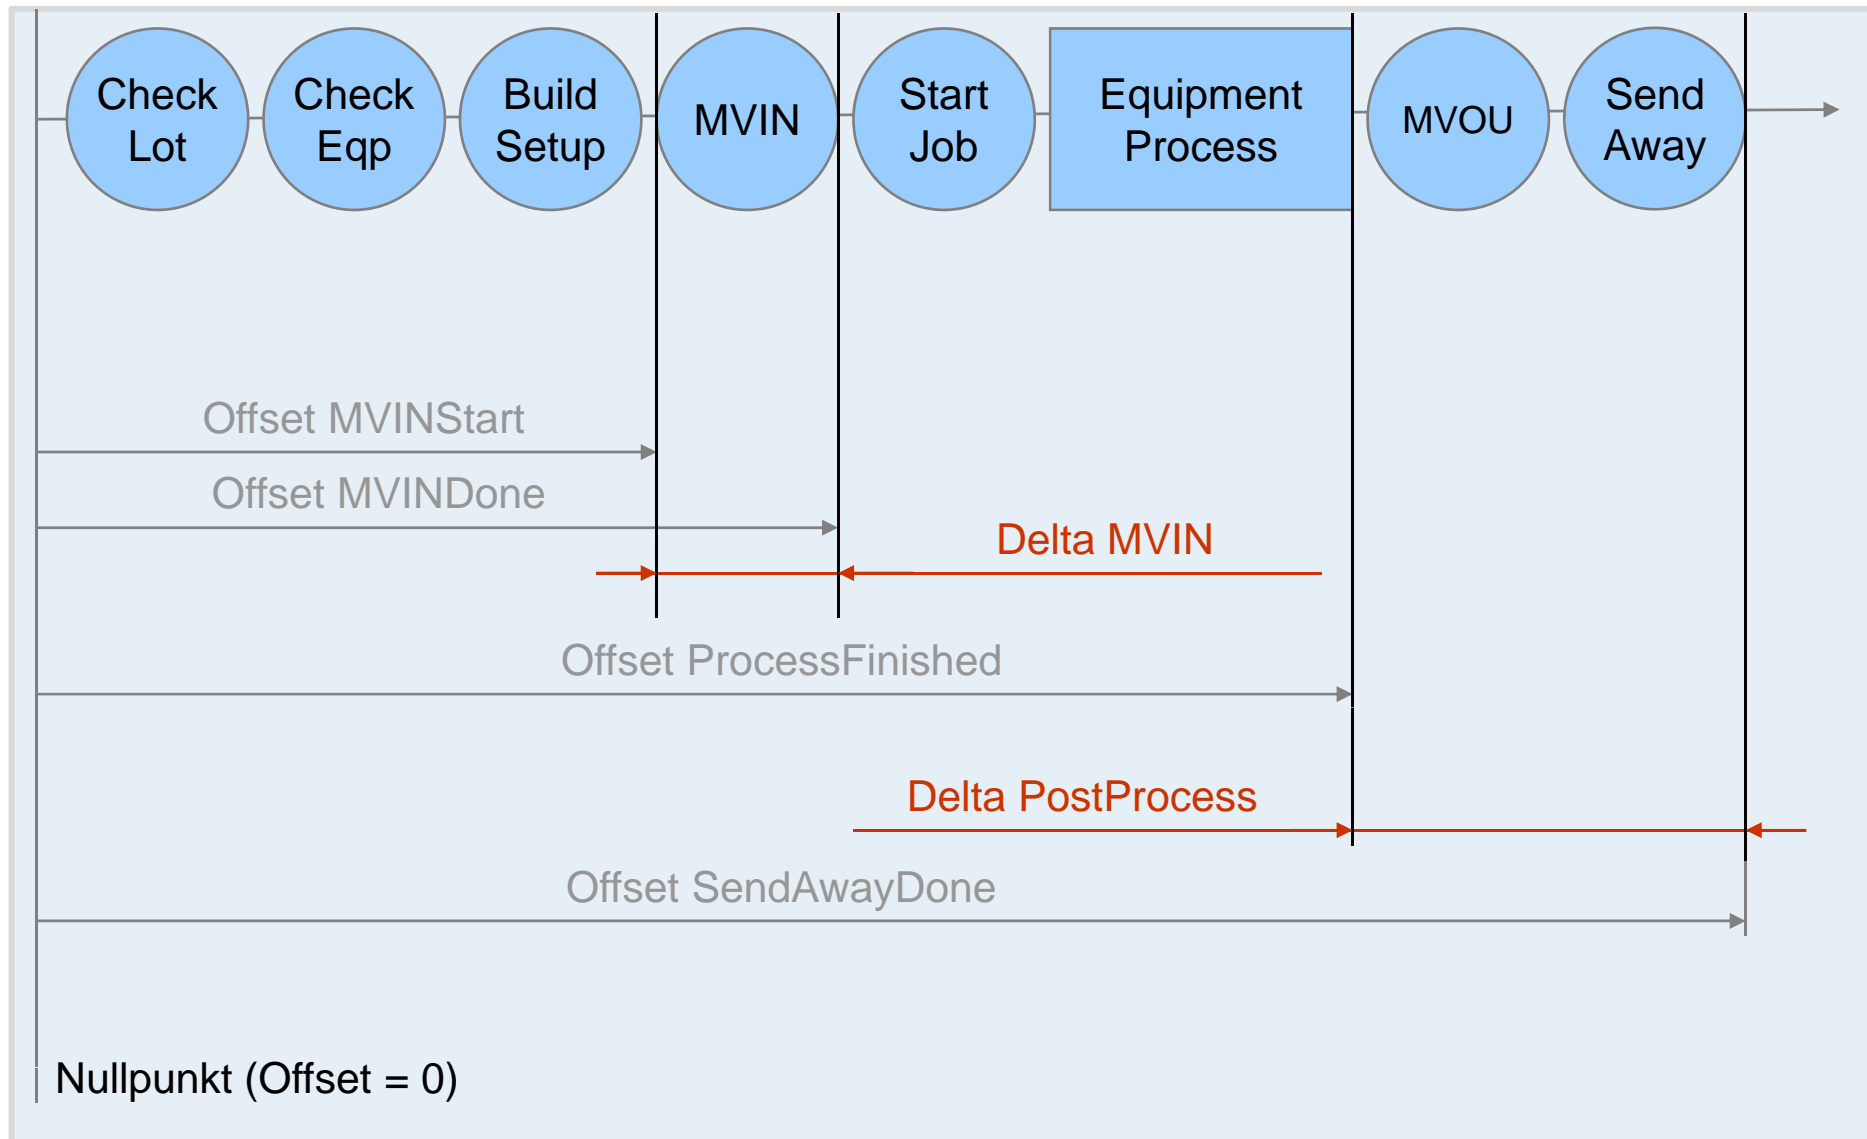 Check
Lot
Check
Eqp
Build
Setup
MVIN
Start
Job
Equipment
Process
MVOU
Send
Away
Offset MVINStart
Offset MVINDone
Delta MVIN
Offset ProcessFinished
Delta PostProcess
Offset SendAwayDone
Nullpunkt (Offset = 0)